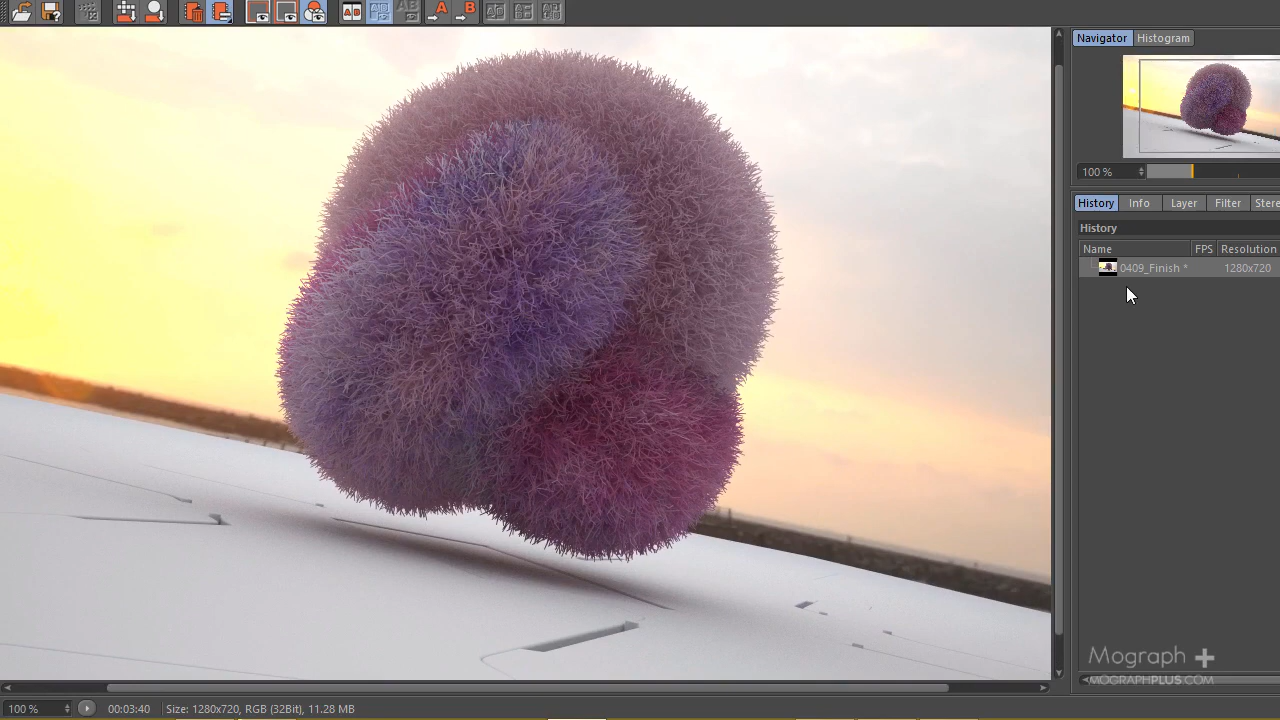 A B
AB
A B
Navigator Histogram
100 %
History Info Layer Filter Stere
History
Name FPS Resolution
0409_Finish * 1280x720
Mograph +
MOGRAPHPLUS.COM
100 % 00:03:40 Size: 1280x720, RGB (32Bit), 11.28 MB